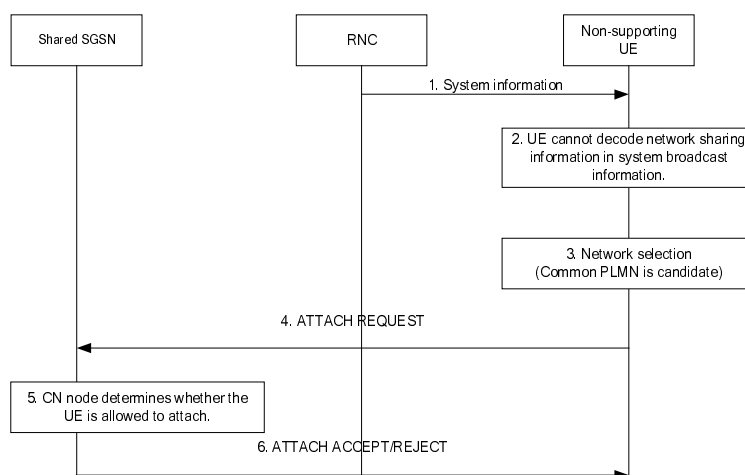 Shared SGSN
RNC
Non-supporting
UE
1. System information
2. UE cannot decode network sharing
information in system broadcast
information.
3. Network selection
(Common PLMN is candidate)
4. ATTACH REQUEST
5. CN node determines whether the
UE is allowed to attach.
6. ATTACH ACCEPT/REJECT